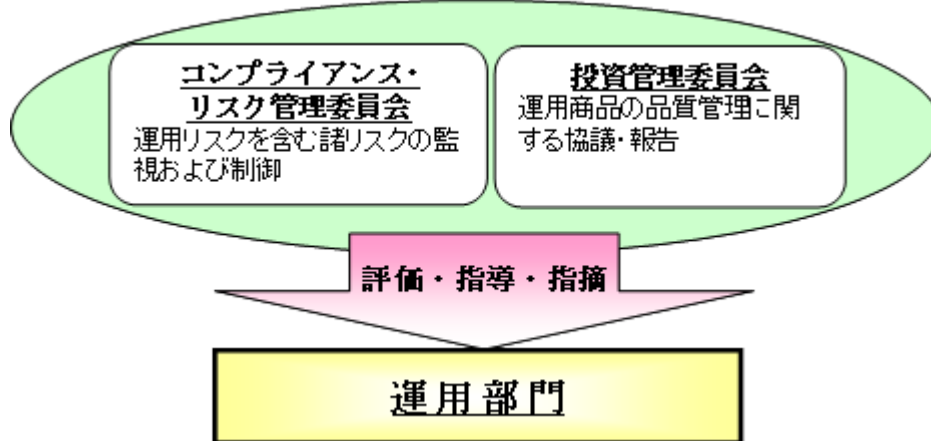 コンプライアンス・
リスク管理委員会
運用リスクを含む諸リスクの監
視および制御
投資管理委員会
運用商品の品質管理に関
する協議・報告
評価・指導・指摘
運用部門